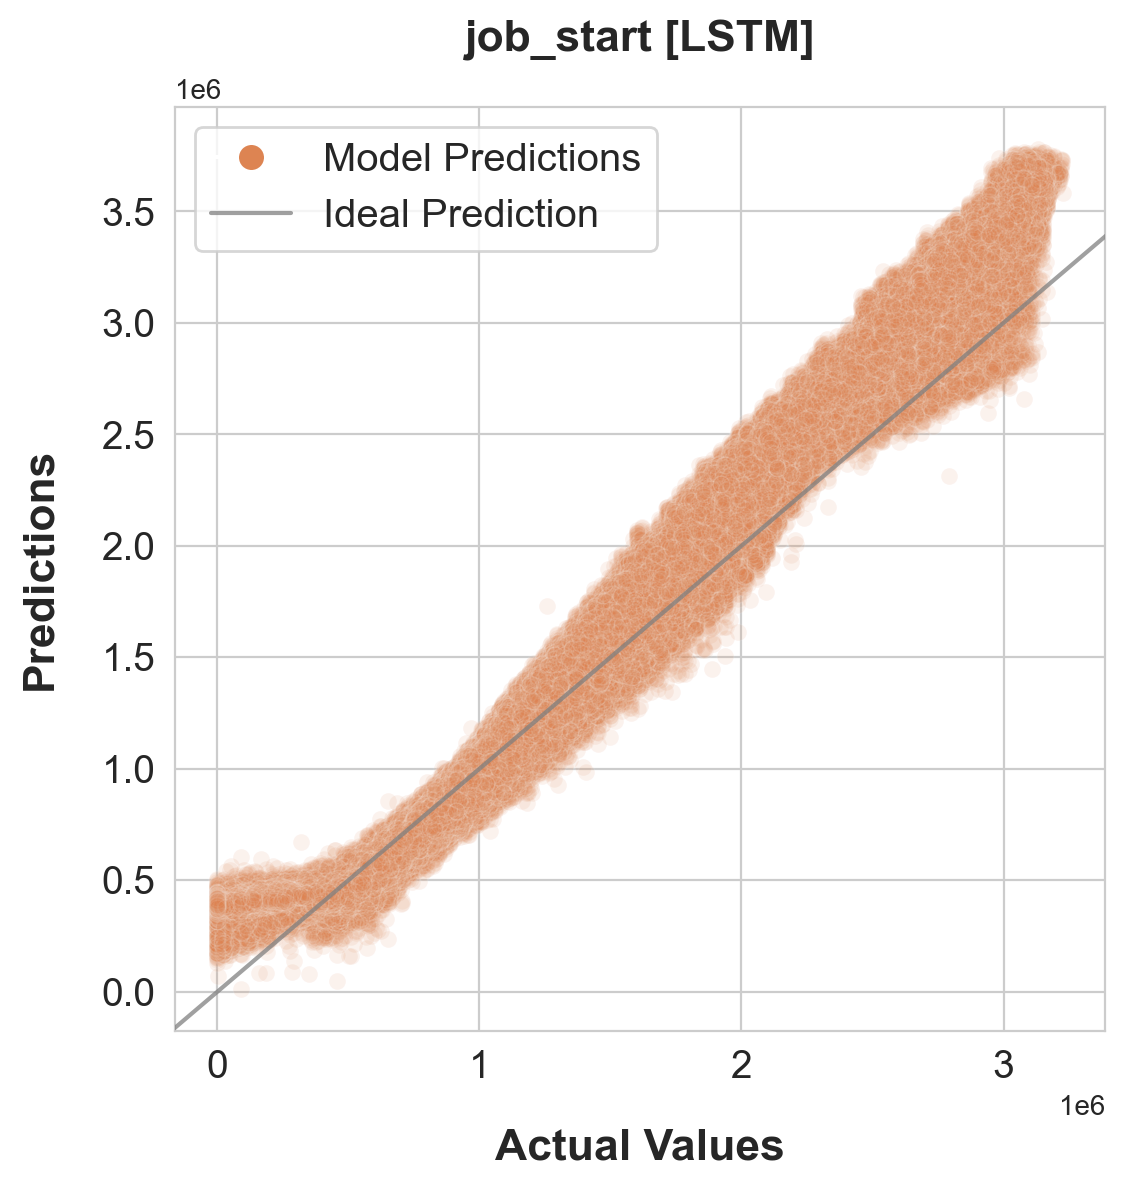 job_start [LSTM]
1e6
Model Predictions
Ideal Prediction
3.5
3.0
2.5
2.0
1.5
1.0
0.5
0.0
Predictions
0 1 2 3
1e6
Actual Values